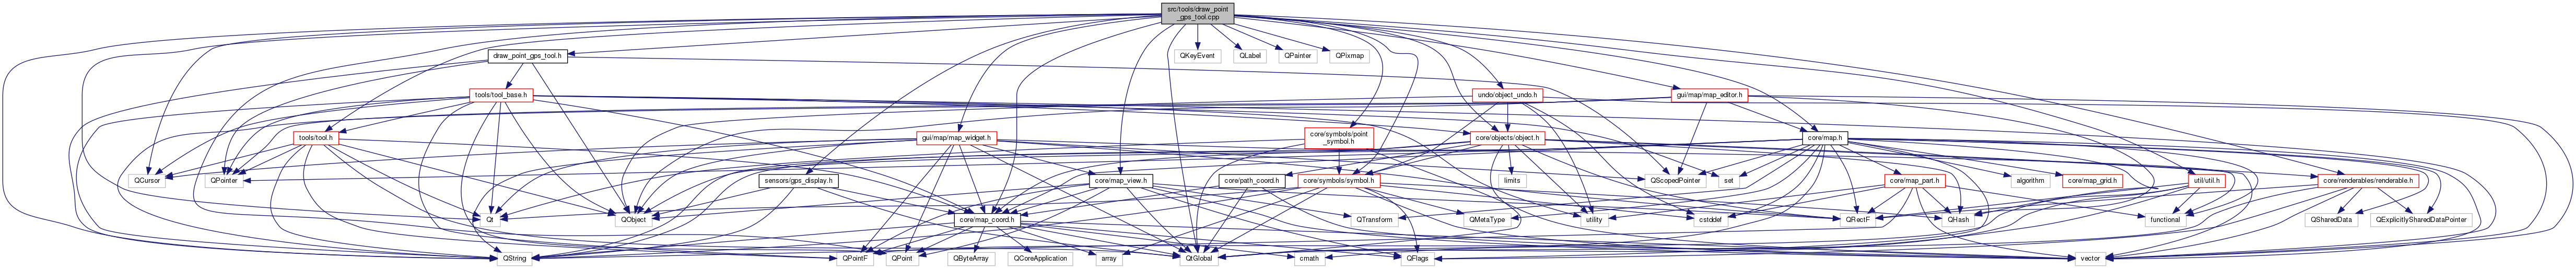 src/tools/draw_point
_gps_tool.cpp
draw_point_gps_tool.h
QKeyEvent
QLabel
QPainter
QPixmap
tools/tool_base.h
undo/object_undo.h
gui/map/map_editor.h
tools/tool.h
gui/map/map_widget.h
core/symbols/point
_symbol.h
core/objects/object.h
core/map.h
QCursor
QPointer
sensors/gps_display.h
core/map_view.h
core/path_coord.h
core/symbols/symbol.h
limits
QScopedPointer
set
core/map_part.h
algorithm
core/map_grid.h
util/util.h
core/renderables/renderable.h
Qt
QObject
core/map_coord.h
QTransform
QMetaType
utility
cstddef
QRectF
QHash
functional
QSharedData
QExplicitlySharedDataPointer
QString
QPointF
QPoint
QByteArray
QCoreApplication
array
QtGlobal
cmath
QFlags
vector